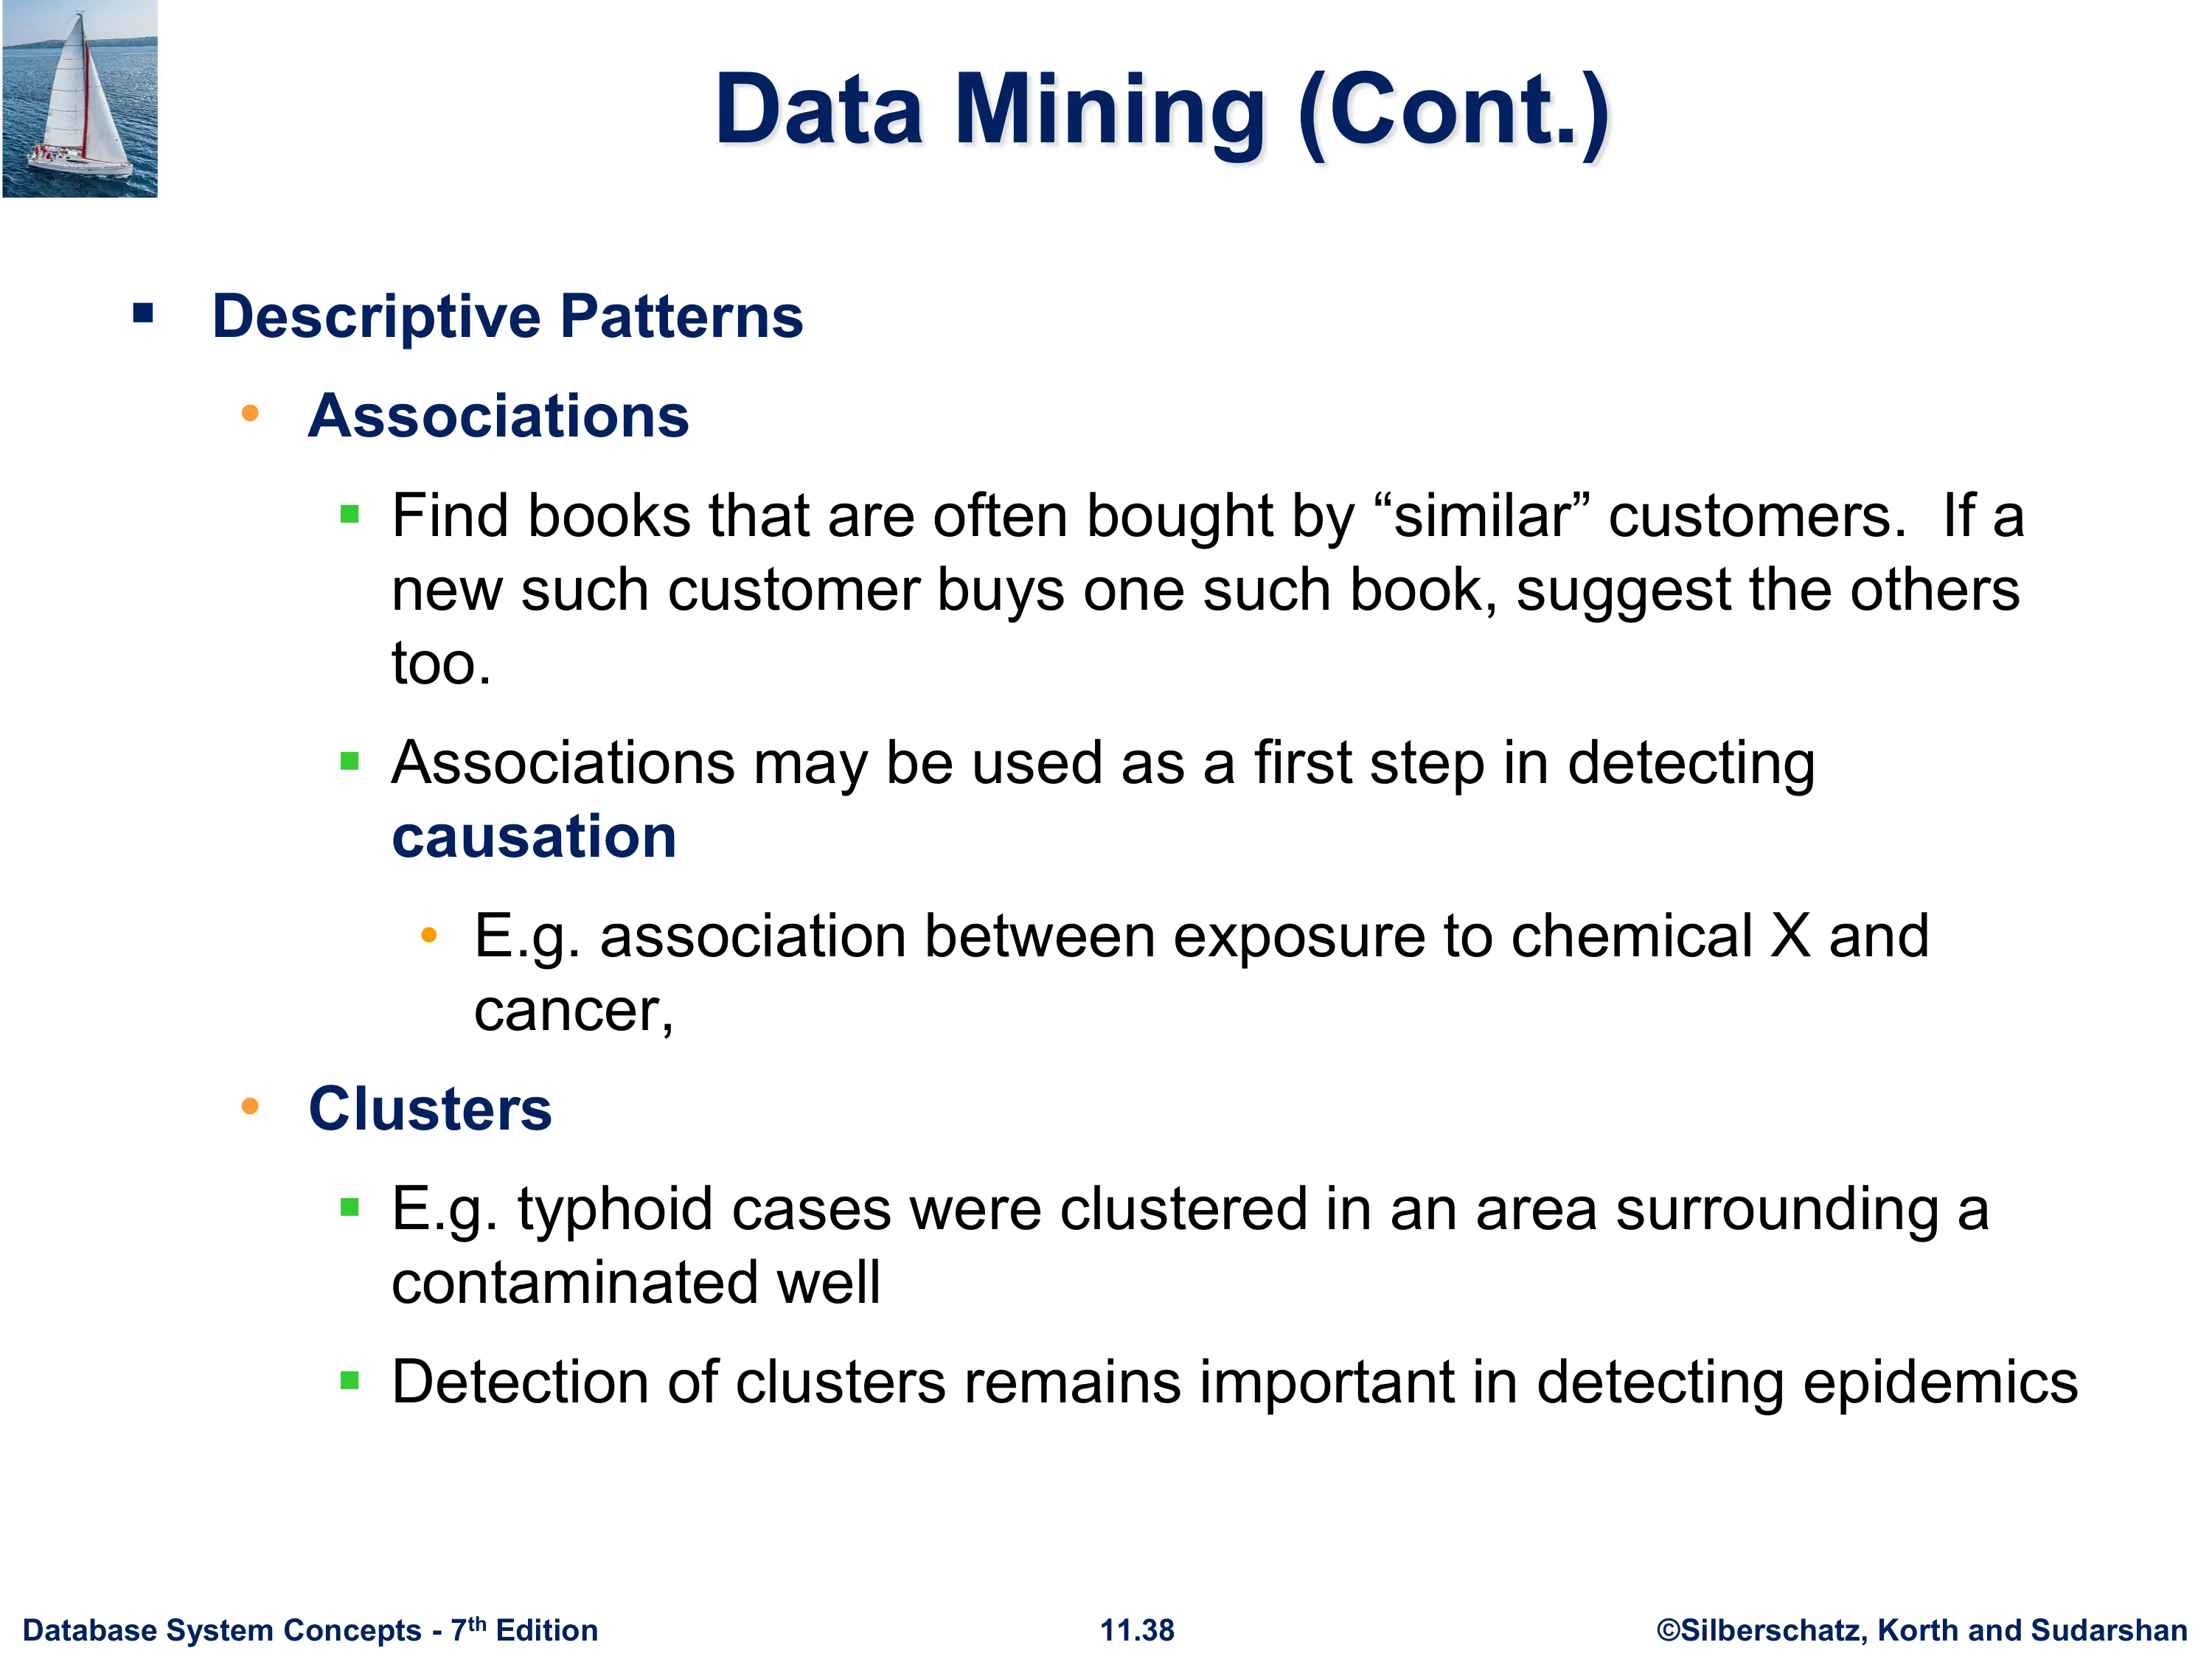 Data Mining (Cont.)
▪ Descriptive Patterns
• Associations
▪ Find books that are often bought by “similar” customers.  If a
new such customer buys one such book, suggest the others
too.
▪ Associations may be used as a first step in detecting
causation
• E.g. association between exposure to chemical X and
cancer,
• Clusters
▪ E.g. typhoid cases were clustered in an area surrounding a
contaminated well
▪ Detection of clusters remains important in detecting epidemics
Database System Concepts - 7th Edition
11.38
©Silberschatz, Korth and Sudarshan